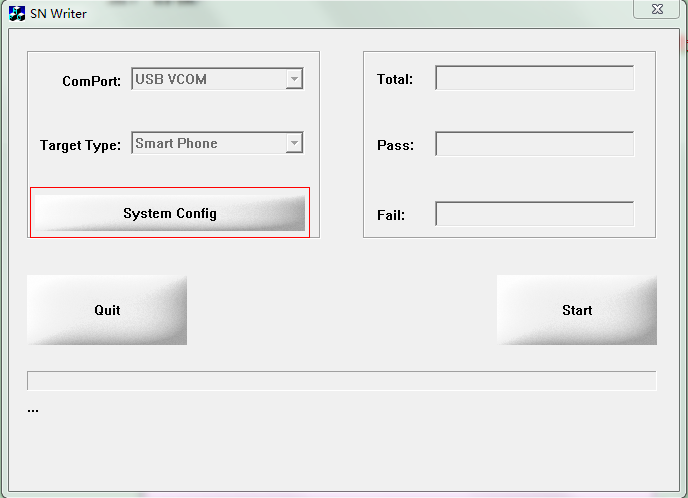 SN Writer
ComPort:
USB VCOM
Target Type:
Smart Phone
System Config
Total:
Pass:
Fail:
Quit
Start
...